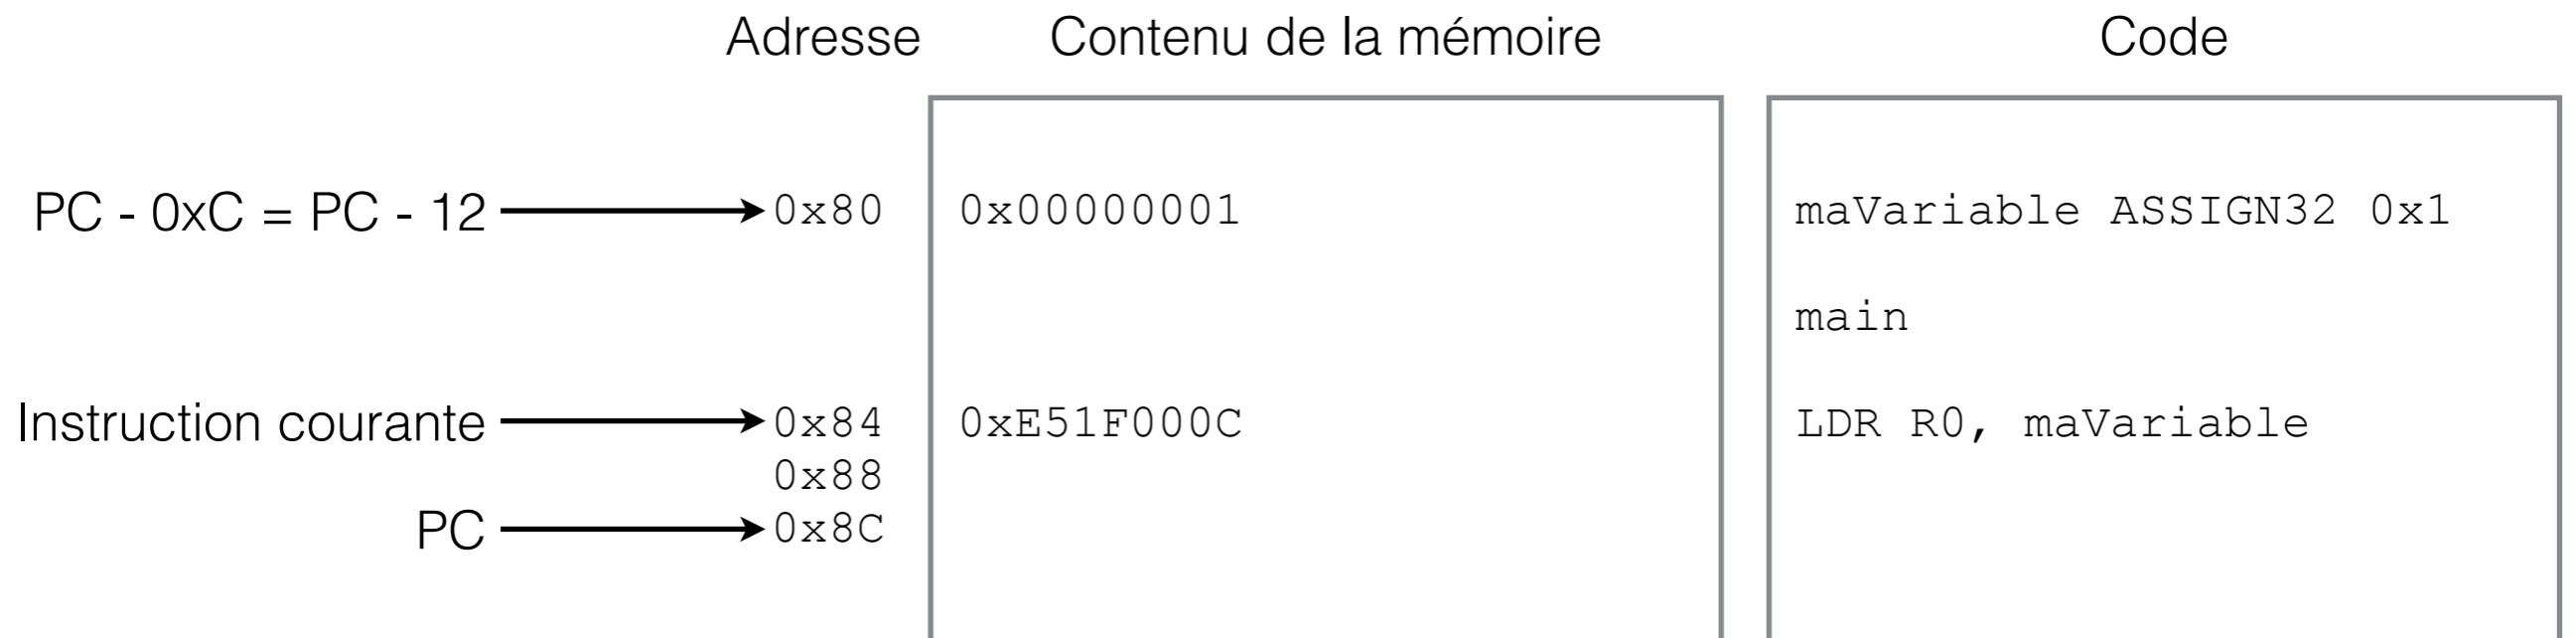 Adresse Contenu de la mémoire Code
PC - 0xC = PC - 12 0x80 0x00000001 maVariable ASSIGN32 0x1
main
Instruction courante 0x84 0xE51F000C LDR R0, maVariable
0x88
PC 0x8C